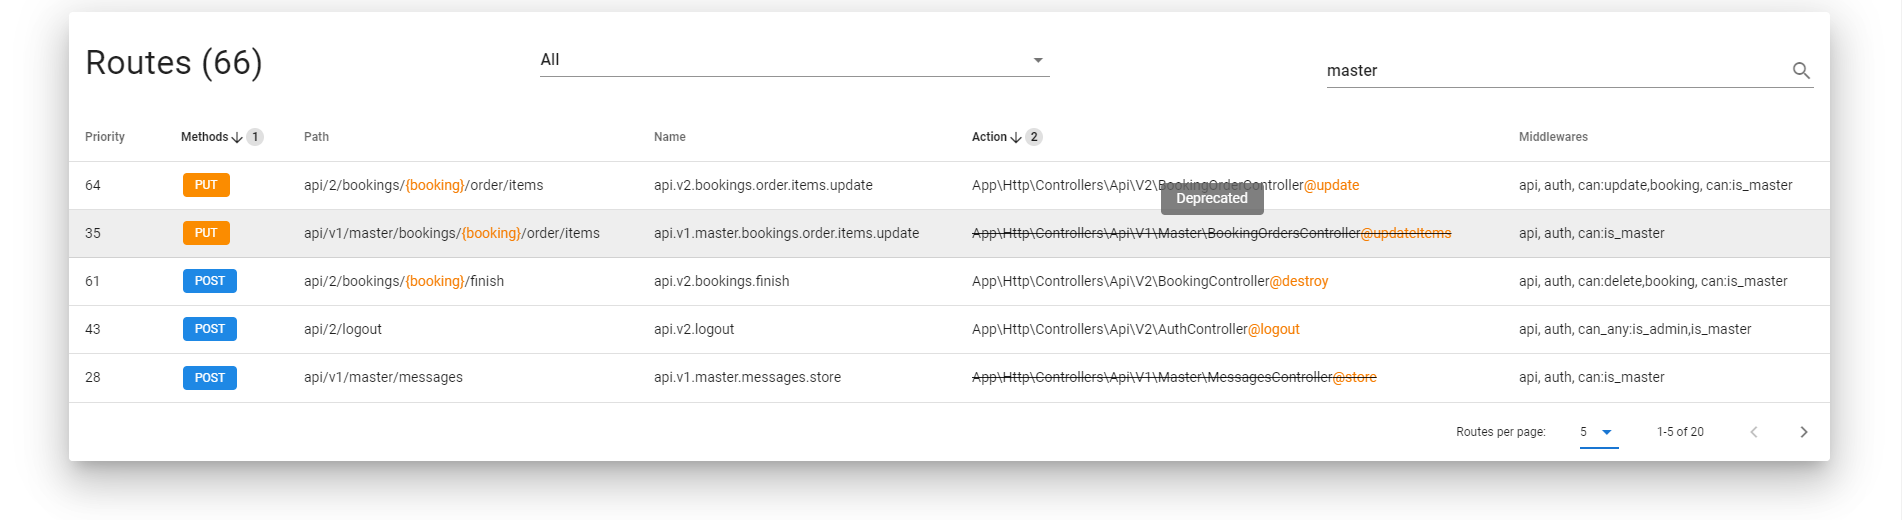 Routes (66)
All
master
Priority Methods 1 Path Name Action 2 Middlewares
64 PUT api/2/bookings/{booking}/order/items api.v2.bookings.order.items.update App\Http\Controllers\Api\V2\BookingOrderController@update api, auth, can:update,booking, can:is_master
Deprecated
35 PUT api/v1/master/bookings/{booking}/order/items api.v1.master.bookings.order.items.update App\Http\Controllers\Api\V1\Master\BookingOrdersController@updateItems api, auth, can:is_master
61 POST api/2/bookings/{booking}/finish api.v2.bookings.finish App\Http\Controllers\Api\V2\BookingController@destroy api, auth, can:delete,booking, can:is_master
43 POST api/2/logout api.v2.logout App\Http\Controllers\Api\V2\AuthController@logout api, auth, can_any:is_admin,is_master
28 POST api/v1/master/messages api.v1.master.messages.store App\Http\Controllers\Api\V1\Master\MessagesController@store api, auth, can:is_master
Routes per page: 5 1-5 of 20